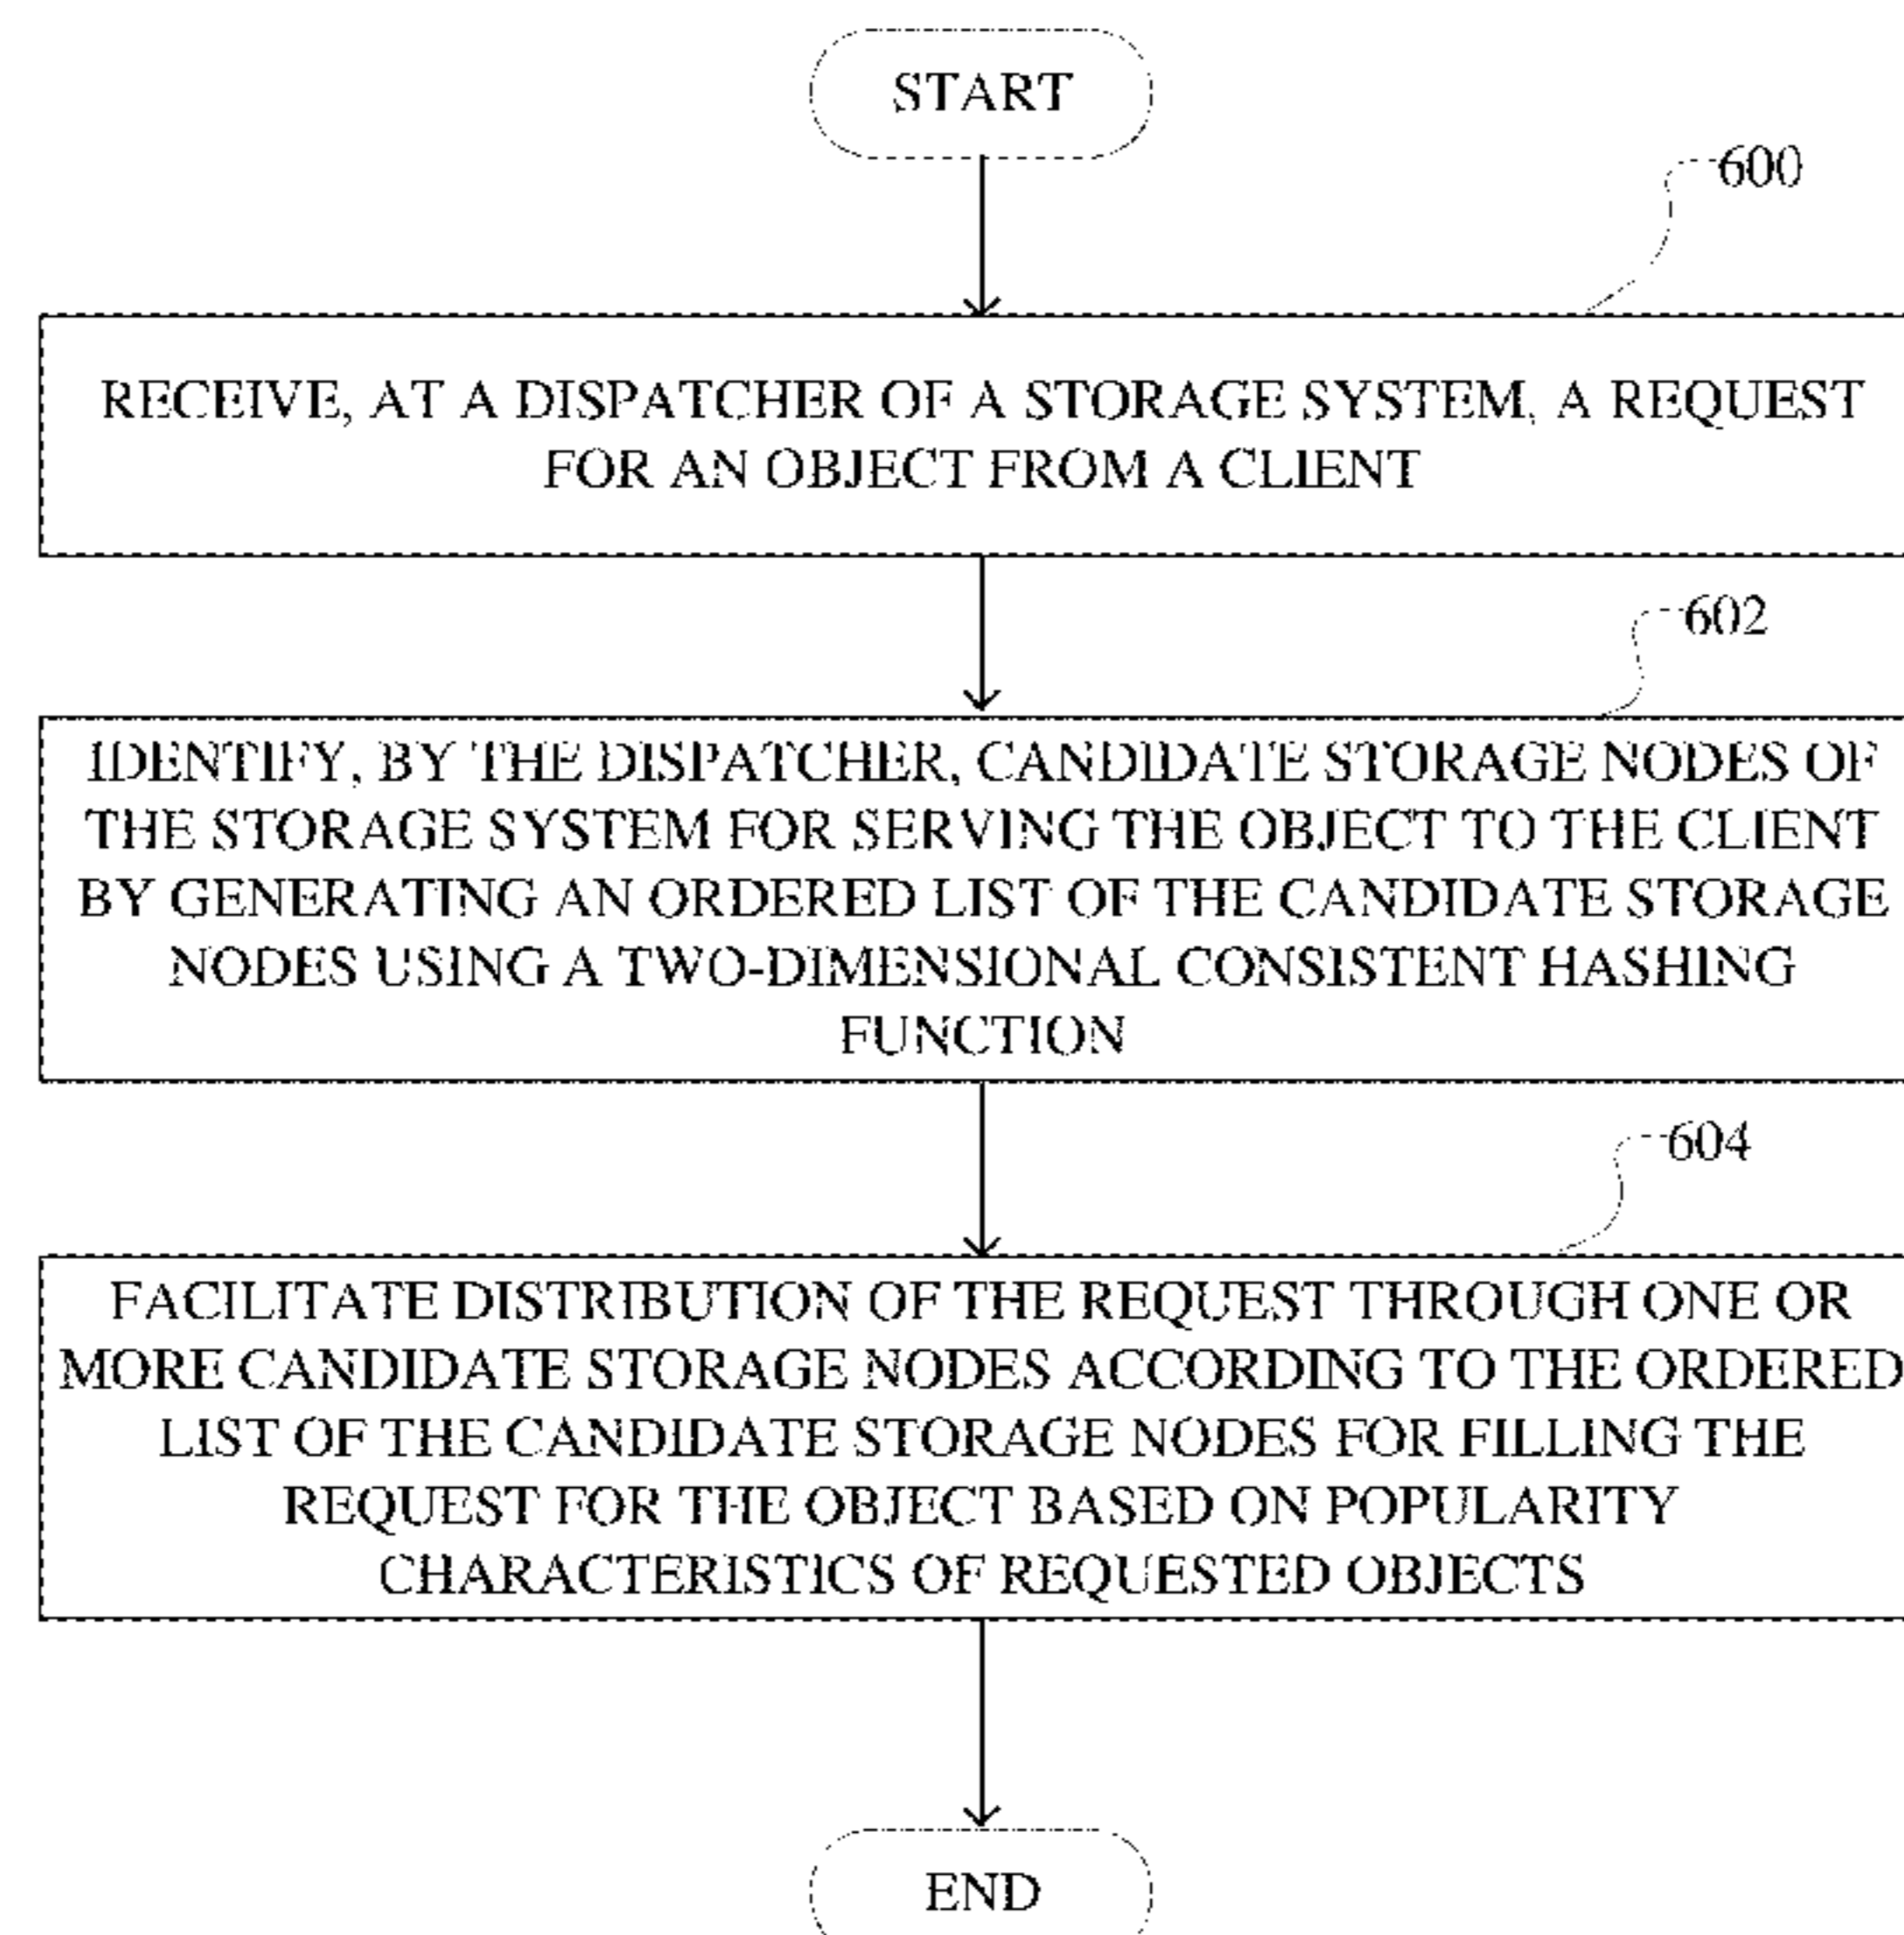 START
600
RECEIVE, AT A DISPATCHER OF A STORAGE SYSTEM, A REQUEST
FOR AN OBJECT FROM A CLIENT
602
IDENTIFY, BY THE DISPATCHER, CANDIDATE STORAGE NODES OF
THE STORAGE SYSTEM FOR SERVING THE OBJECT TO THE CLIENT
BY GENERATING AN ORDERED LIST OF THE CANDIDATE STORAGE
NODES USING A TWO-DIMENSIONAL CONSISTENT HASHING
FUNCTION
604
FACILITATE DISTRIBUTION OF THE REQUEST THROUGH ONE OR
MORE CANDIDATE STORAGE NODES ACCORDING TO THE ORDERED
LIST OF THE CANDIDATE STORAGE NODES FOR FILLING THE
REQUEST FOR THE OBJECT BASED ON POPULARITY
CHARACTERISTICS OF REQUESTED OBJECTS
END